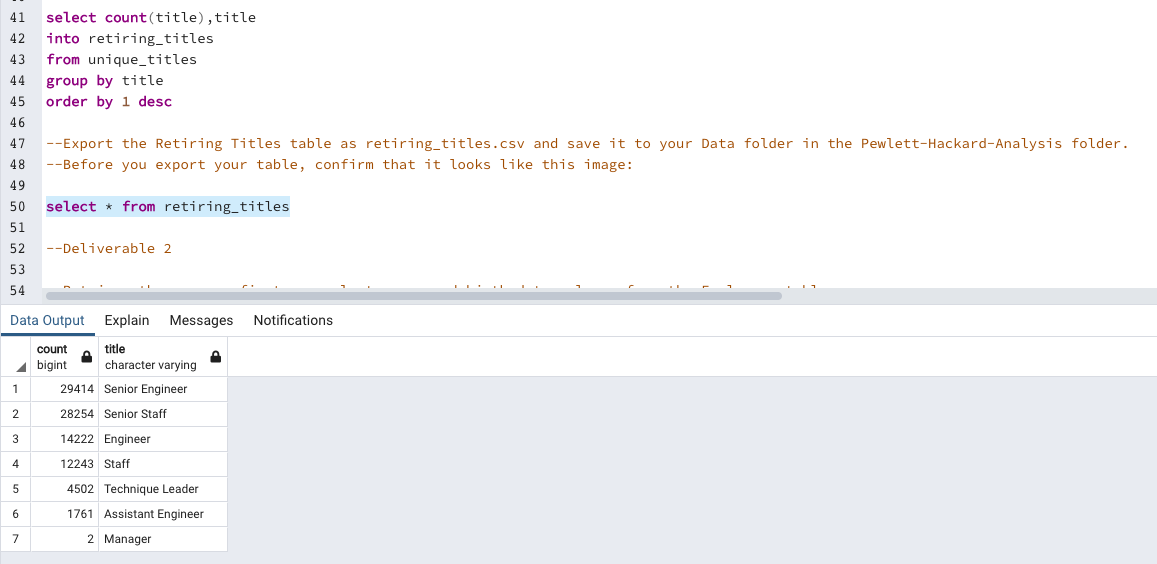 41 select count(title),title
42 into retiring_titles
43 from unique_titles
44 group by title
45 order by 1 desc
46
47 --Export the Retiring Titles table as retiring_titles.csv and save it to your Data folder in the Pewlett-Hackard-Analysis folder.
48 --Before you export your table, confirm that it looks like this image:
49
50 select * from retiring_titles
51
52 --Deliverable 2
53
54
Data Output Explain Messages Notifications
count title
bigint character varying
1 29414 Senior Engineer
2 28254 Senior Staff
3 14222 Engineer
4 12243 Staff
5 4502 Technique Leader
6 1761 Assistant Engineer
7 2 Manager